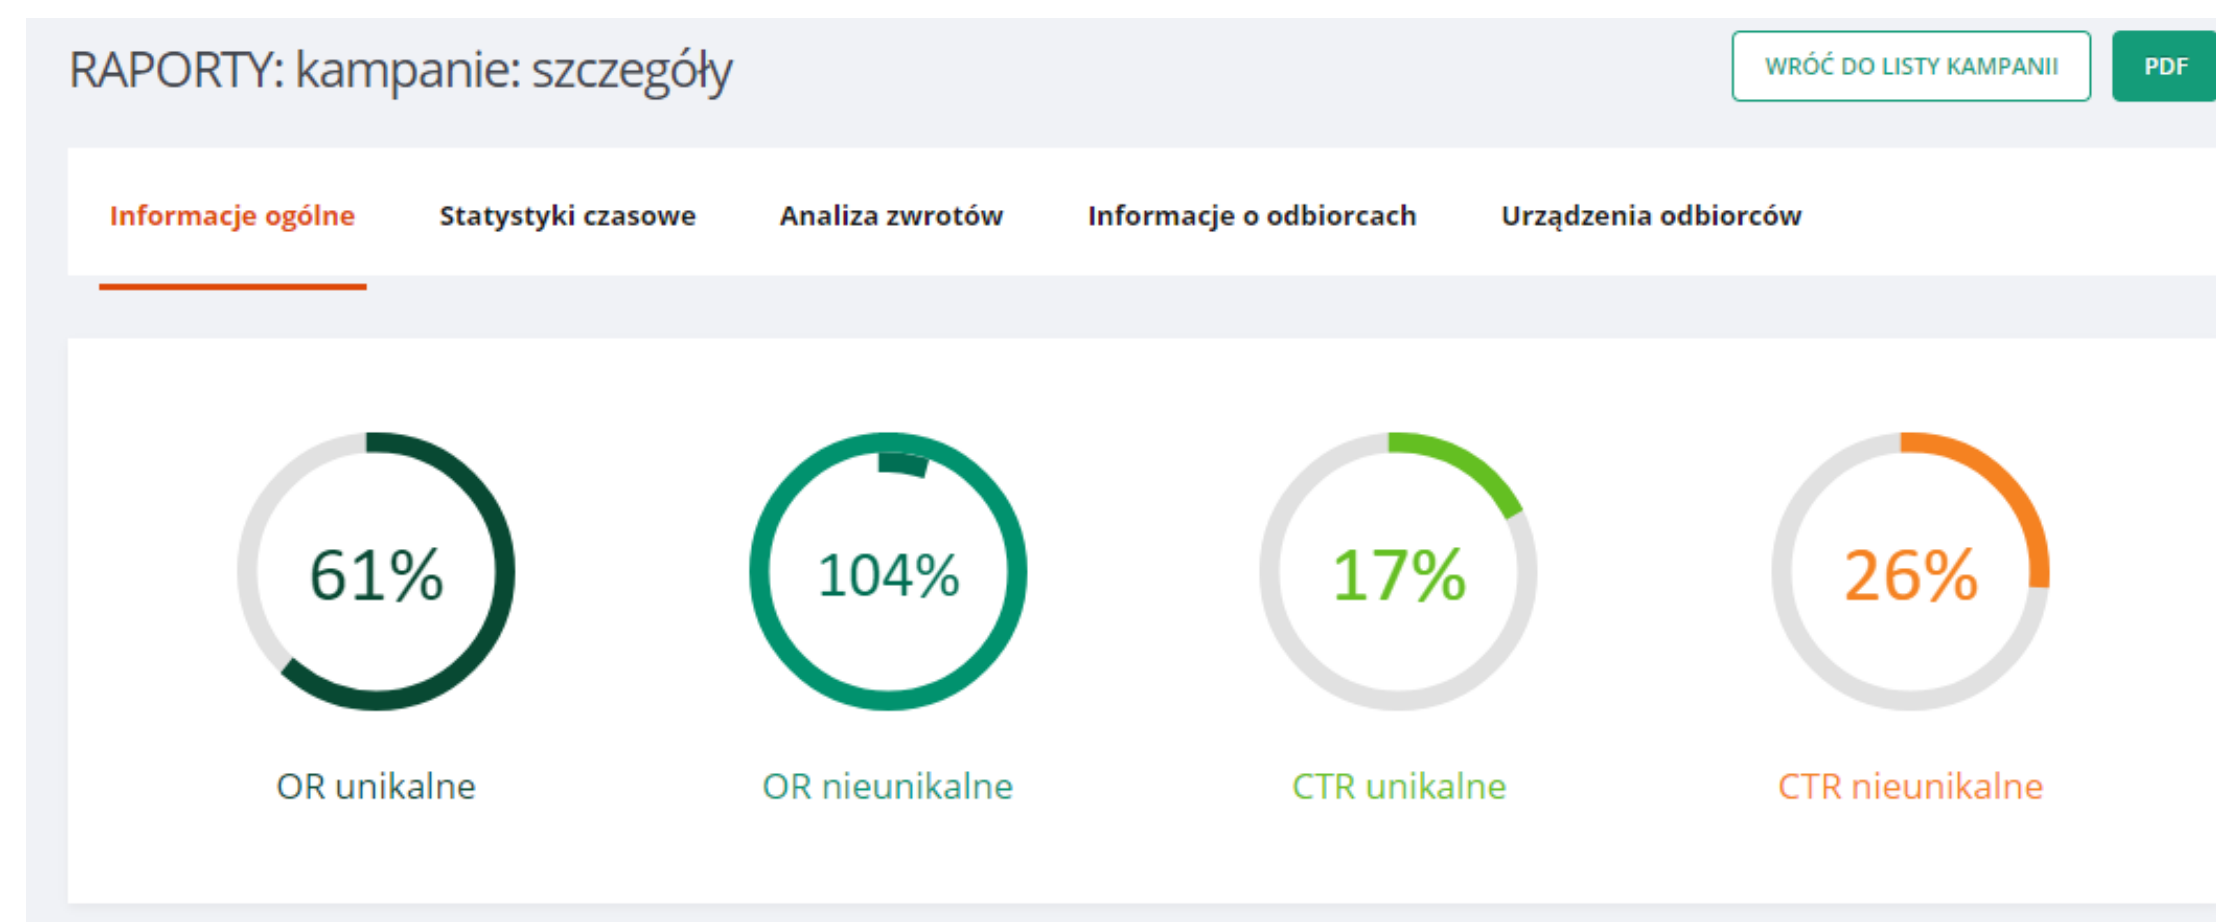 RAPORTY: kampanie: szczegóły
WRÓĆ DO LISTY KAMPANII
PDF
Informacje ogólne
Statystyki czasowe
Analiza zwrotów
Informacje o odbiorcach
Urządzenia odbiorców
61%
104%
17%
26%
OR unikalne
OR nieunikalne
CTR unikalne
CTR nieunikalne